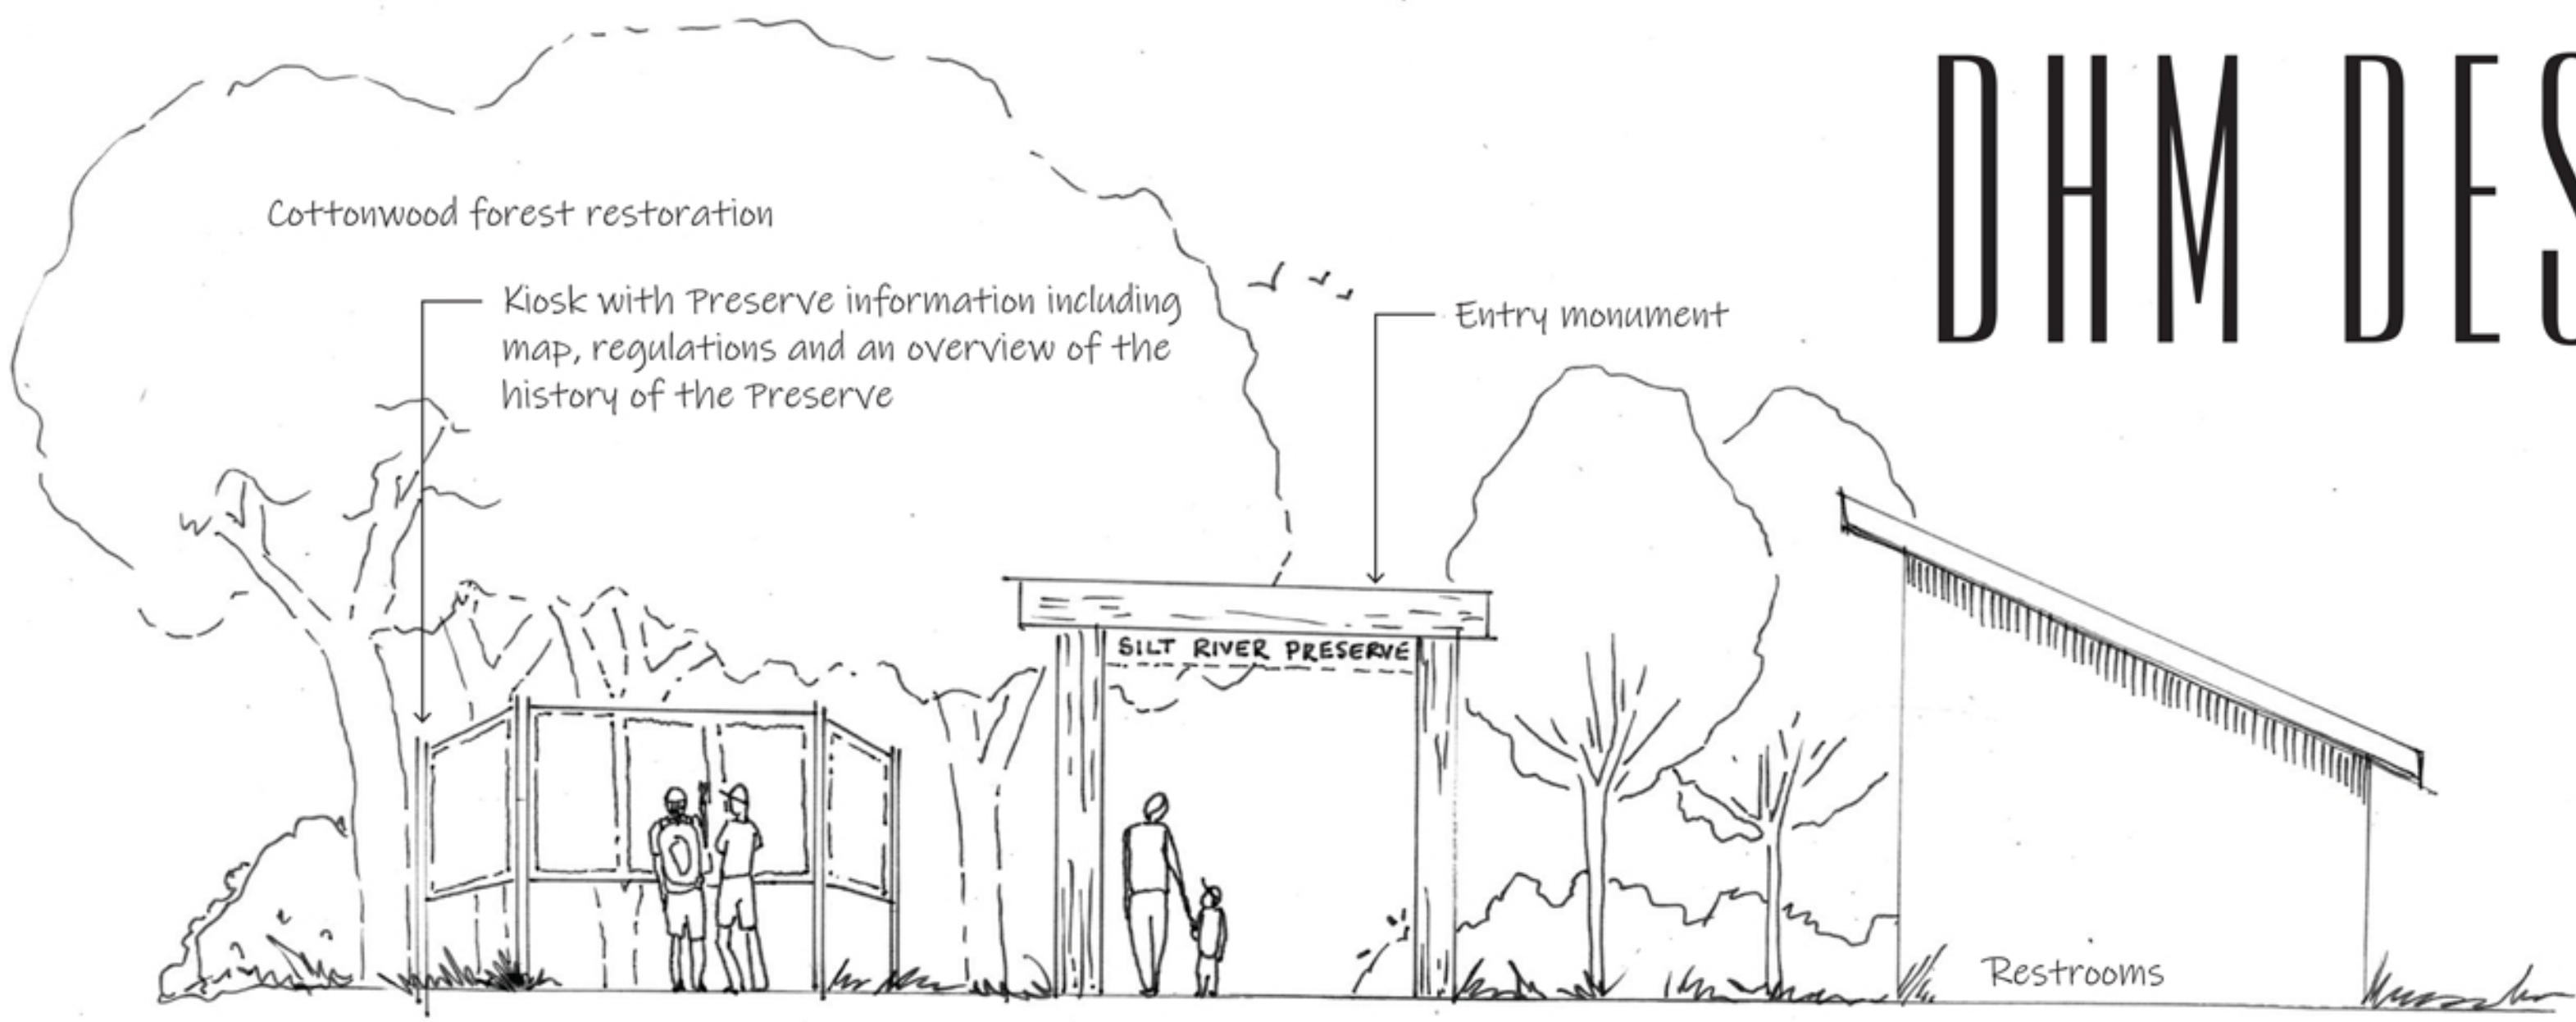 DHM DES
Cottonwood forest restoration
Kiosk with Preserve information including
map, regulations and an overview of the
history of the Preserve
Entry monument
SILT RIVER PRESERVE
Restrooms